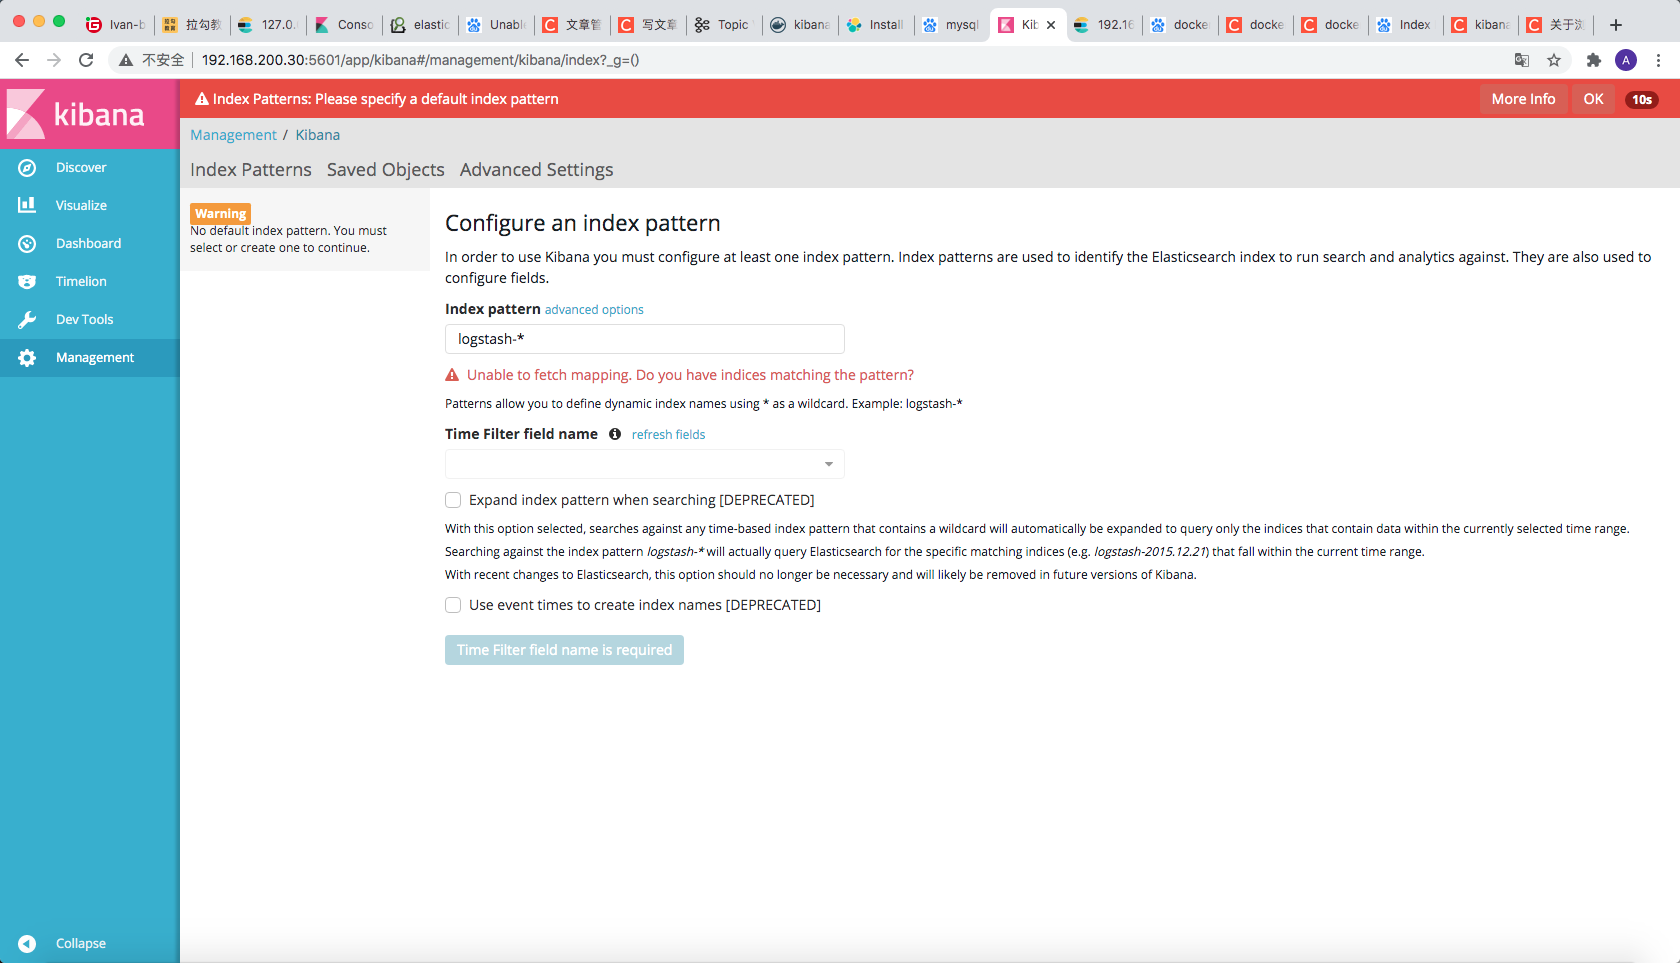 Ivan-b
拉勾教
127.0.
Conso
elastic
Unable
文章管
写文章
Topic
kibana
Install
mysql
Kib
192.16
docke
docke
docke
Index
kibana
关于浏
不安全
192.168.200.30:5601/app/kibana#/management/kibana/index?_g=()
A
kibana
Index Patterns: Please specify a default index pattern
More Info
OK
10s
Management / Kibana
Index Patterns Saved Objects Advanced Settings
Discover
Visualize
Dashboard
Timelion
Dev Tools
Management
Collapse
Warning
No default index pattern. You must
select or create one to continue.
Configure an index pattern
In order to use Kibana you must configure at least one index pattern. Index patterns are used to identify the Elasticsearch index to run search and analytics against. They are also used to
configure fields.
Index pattern advanced options
logstash-*
Unable to fetch mapping. Do you have indices matching the pattern?
Patterns allow you to define dynamic index names using * as a wildcard. Example: logstash-*
Time Filter field name refresh fields
Expand index pattern when searching [DEPRECATED]
With this option selected, searches against any time-based index pattern that contains a wildcard will automatically be expanded to query only the indices that contain data within the currently selected time range.
Searching against the index pattern logstash-* will actually query Elasticsearch for the specific matching indices (e.g. logstash-2015.12.21) that fall within the current time range.
With recent changes to Elasticsearch, this option should no longer be necessary and will likely be removed in future versions of Kibana.
Use event times to create index names [DEPRECATED]
Time Filter field name is required